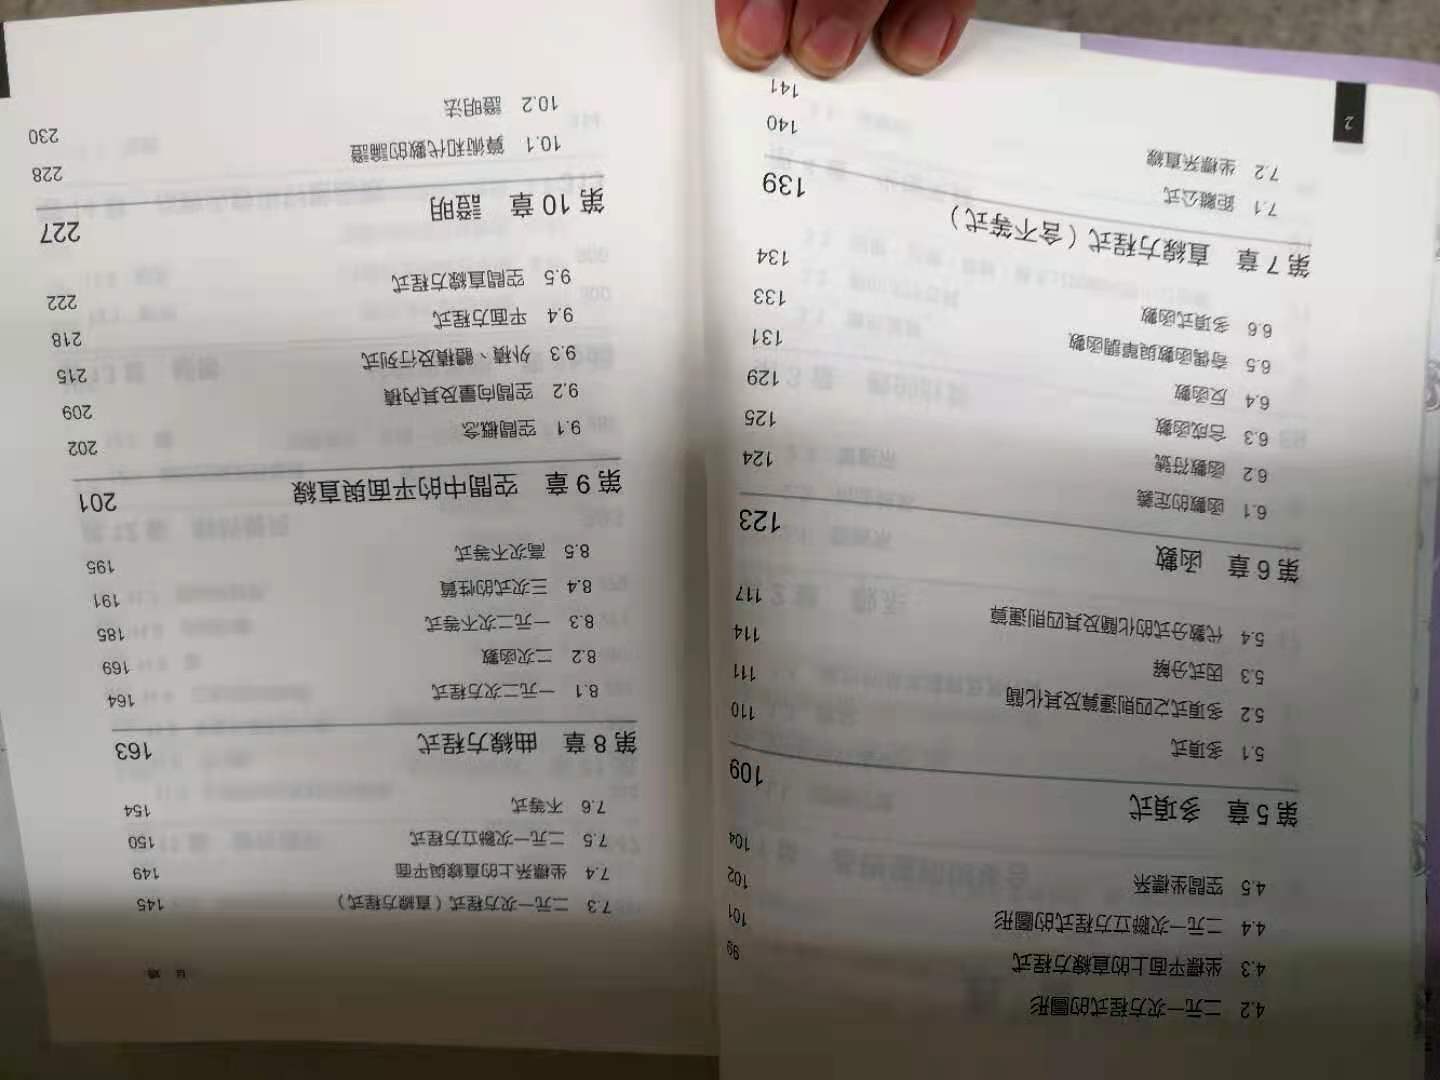 4.2 二元一次方程式的圖形 99
4.3 坐標平面上的直線方程式 101
4.4 二元一次聯立方程式的圖形 102
4.5 空間坐標系 104
第 5 章 多項式 109
5.1 多項式 110
5.2 多項式之四則運算及其化簡 111
5.3 因式分解 114
5.4 代數分式的化簡及其四則運算 117
第 6 章 函數 123
6.1 函數的定義 124
6.2 函數符號 125
6.3 合成函數 129
6.4 反函數 131
6.5 奇偶函數與單調函數 133
6.6 多項式函數 134
第 7 章 直線方程式（含不等式） 139
7.1 距離公式 140
7.2 坐標系直線 141
2
目 錄
7.3 二元一次方程式（直線方程式） 145
7.4 坐標系上的直線與平面 149
7.5 二元一次聯立方程式 150
7.6 不等式 154
第 8 章 曲線方程式 163
8.1 一元二次方程式 164
8.2 二次函數 169
8.3 一元二次不等式 185
8.4 三次式的性質 191
8.5 高次不等式 195
第 9 章 空間中的平面與直線 201
9.1 空間概念 202
9.2 空間向量及其內積 209
9.3 外積、體積及行列式 215
9.4 平面方程式 218
9.5 空間直線方程式 222
第 10 章 證明 227
10.1 算術和代數的論證 228
10.2 證明法 230